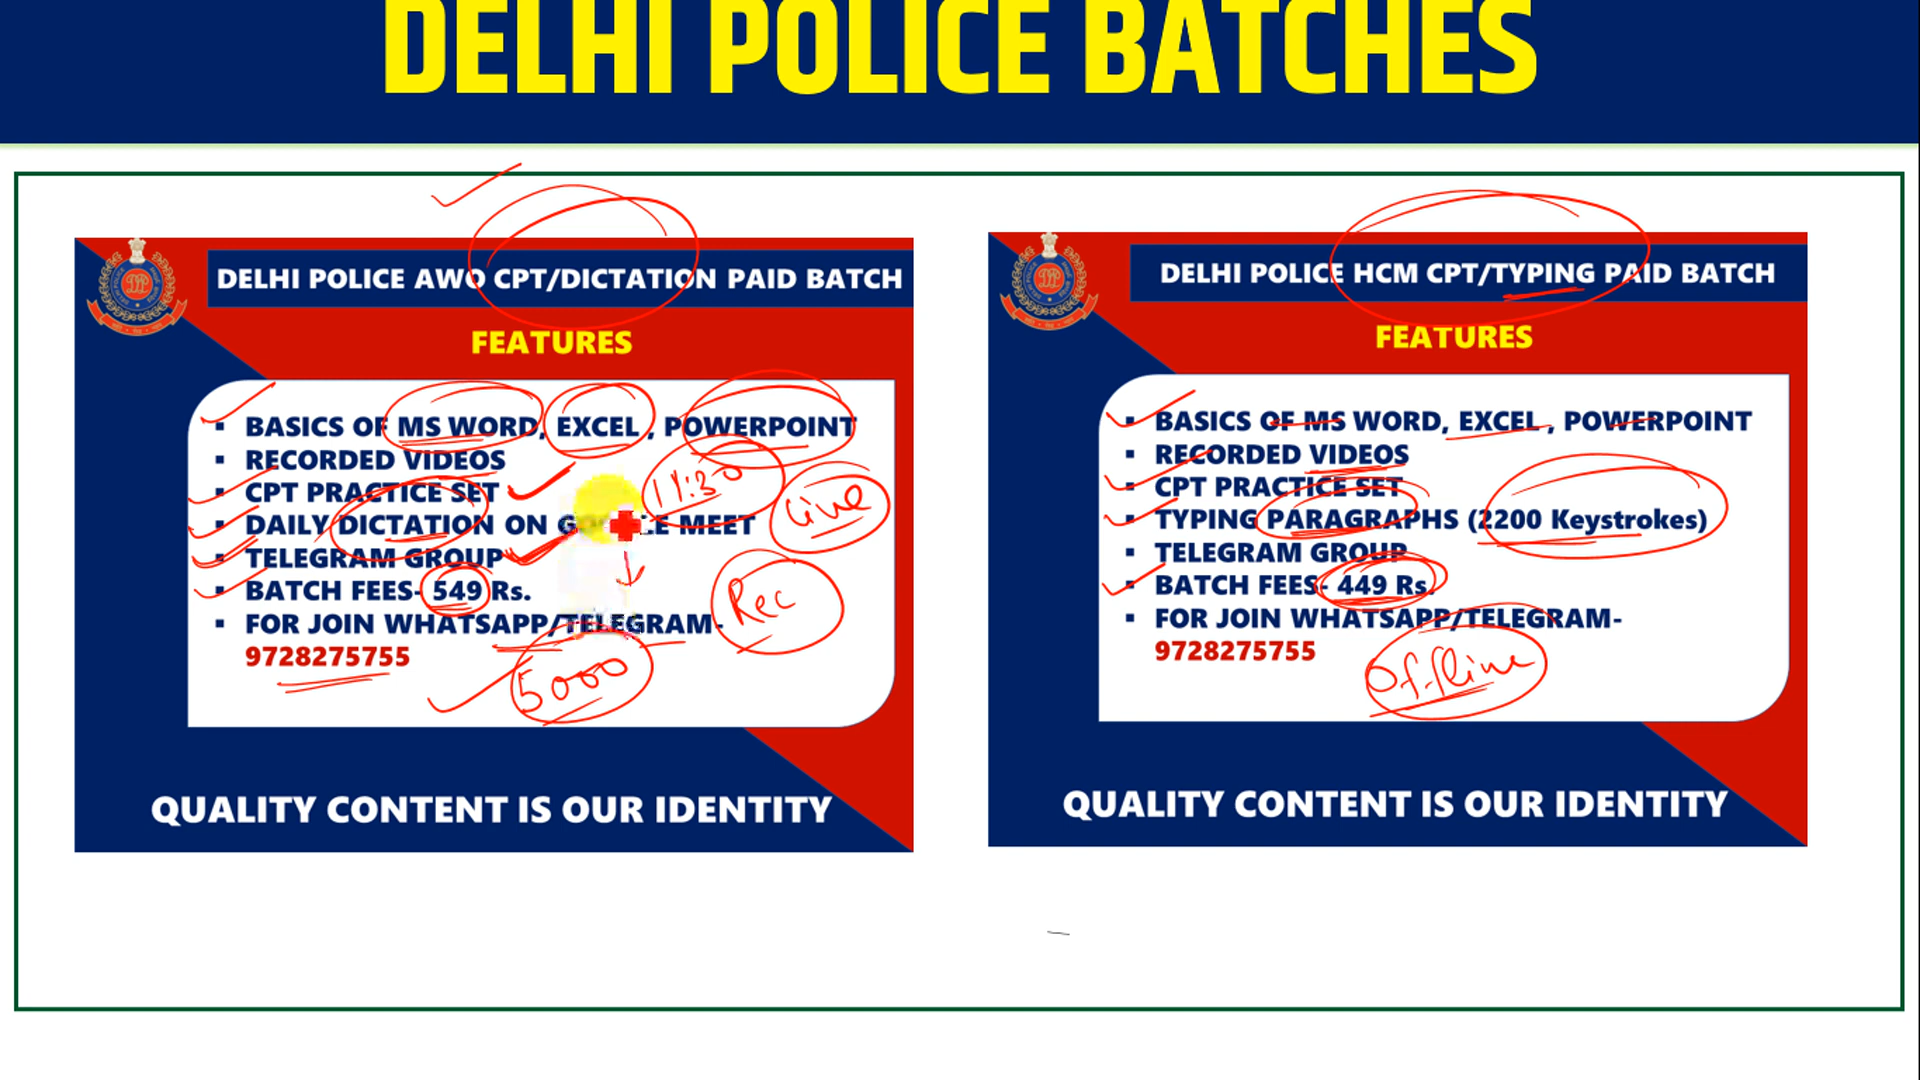 DELHI POLICE BATCHES
DELHI POLICE AWO CPT/DICTATION PAID BATCH
FEATURES
▪ BASICS OF MS WORD, EXCEL , POWERPOINT
▪ RECORDED VIDEOS
▪ CPT PRACTICE SET
▪ DAILY DICTATION ON GOOGLE MEET
▪ TELEGRAM GROUP
▪ BATCH FEES- 549 Rs.
▪ FOR JOIN WHATSAPP/TELEGRAM-
9728275755
11:30
Live
Rec
5000
QUALITY CONTENT IS OUR IDENTITY
DELHI POLICE HCM CPT/TYPING PAID BATCH
FEATURES
▪ BASICS OF MS WORD, EXCEL , POWERPOINT
▪ RECORDED VIDEOS
▪ CPT PRACTICE SET
▪ TYPING PARAGRAPHS (2200 Keystrokes)
▪ TELEGRAM GROUP
▪ BATCH FEES- 449 Rs.
▪ FOR JOIN WHATSAPP/TELEGRAM-
9728275755
Offline
QUALITY CONTENT IS OUR IDENTITY